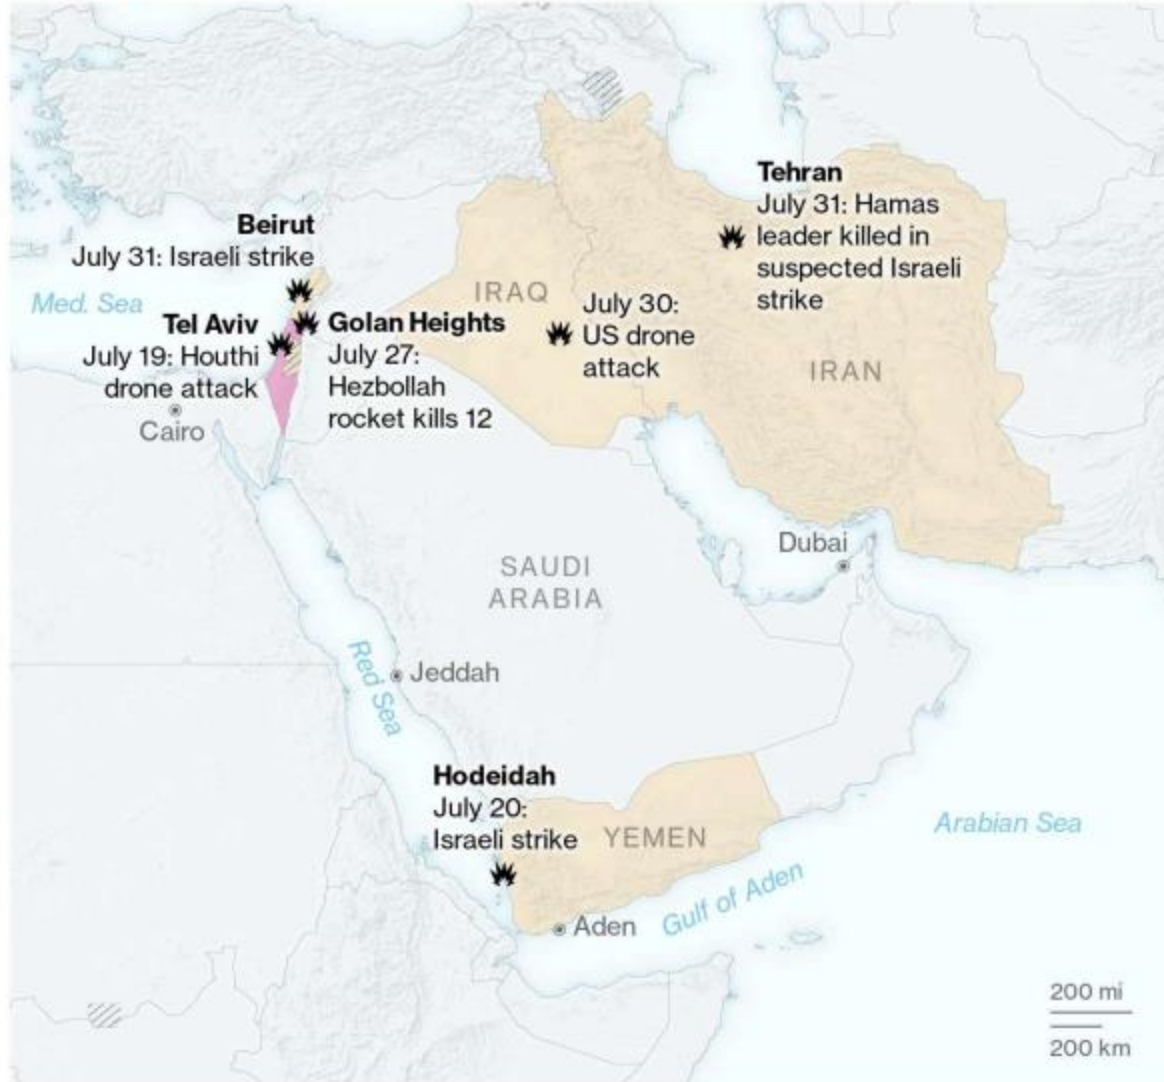 Tehran
July 31: Hamas
leader killed in
suspected Israeli
strike
Beirut
July 31: Israeli strike
Med. Sea
IRAQ
July 30:
US drone
attack
Tel Aviv
July 19: Houthi
drone attack
Golan Heights
July 27:
Hezbollah
rocket kills 12
IRAN
Cairo
Dubai
SAUDI
ARABIA
Red Sea
Jeddah
Hodeidah
July 20:
Israeli strike
YEMEN
Arabian Sea
Gulf of Aden
Aden
200 mi
200 km